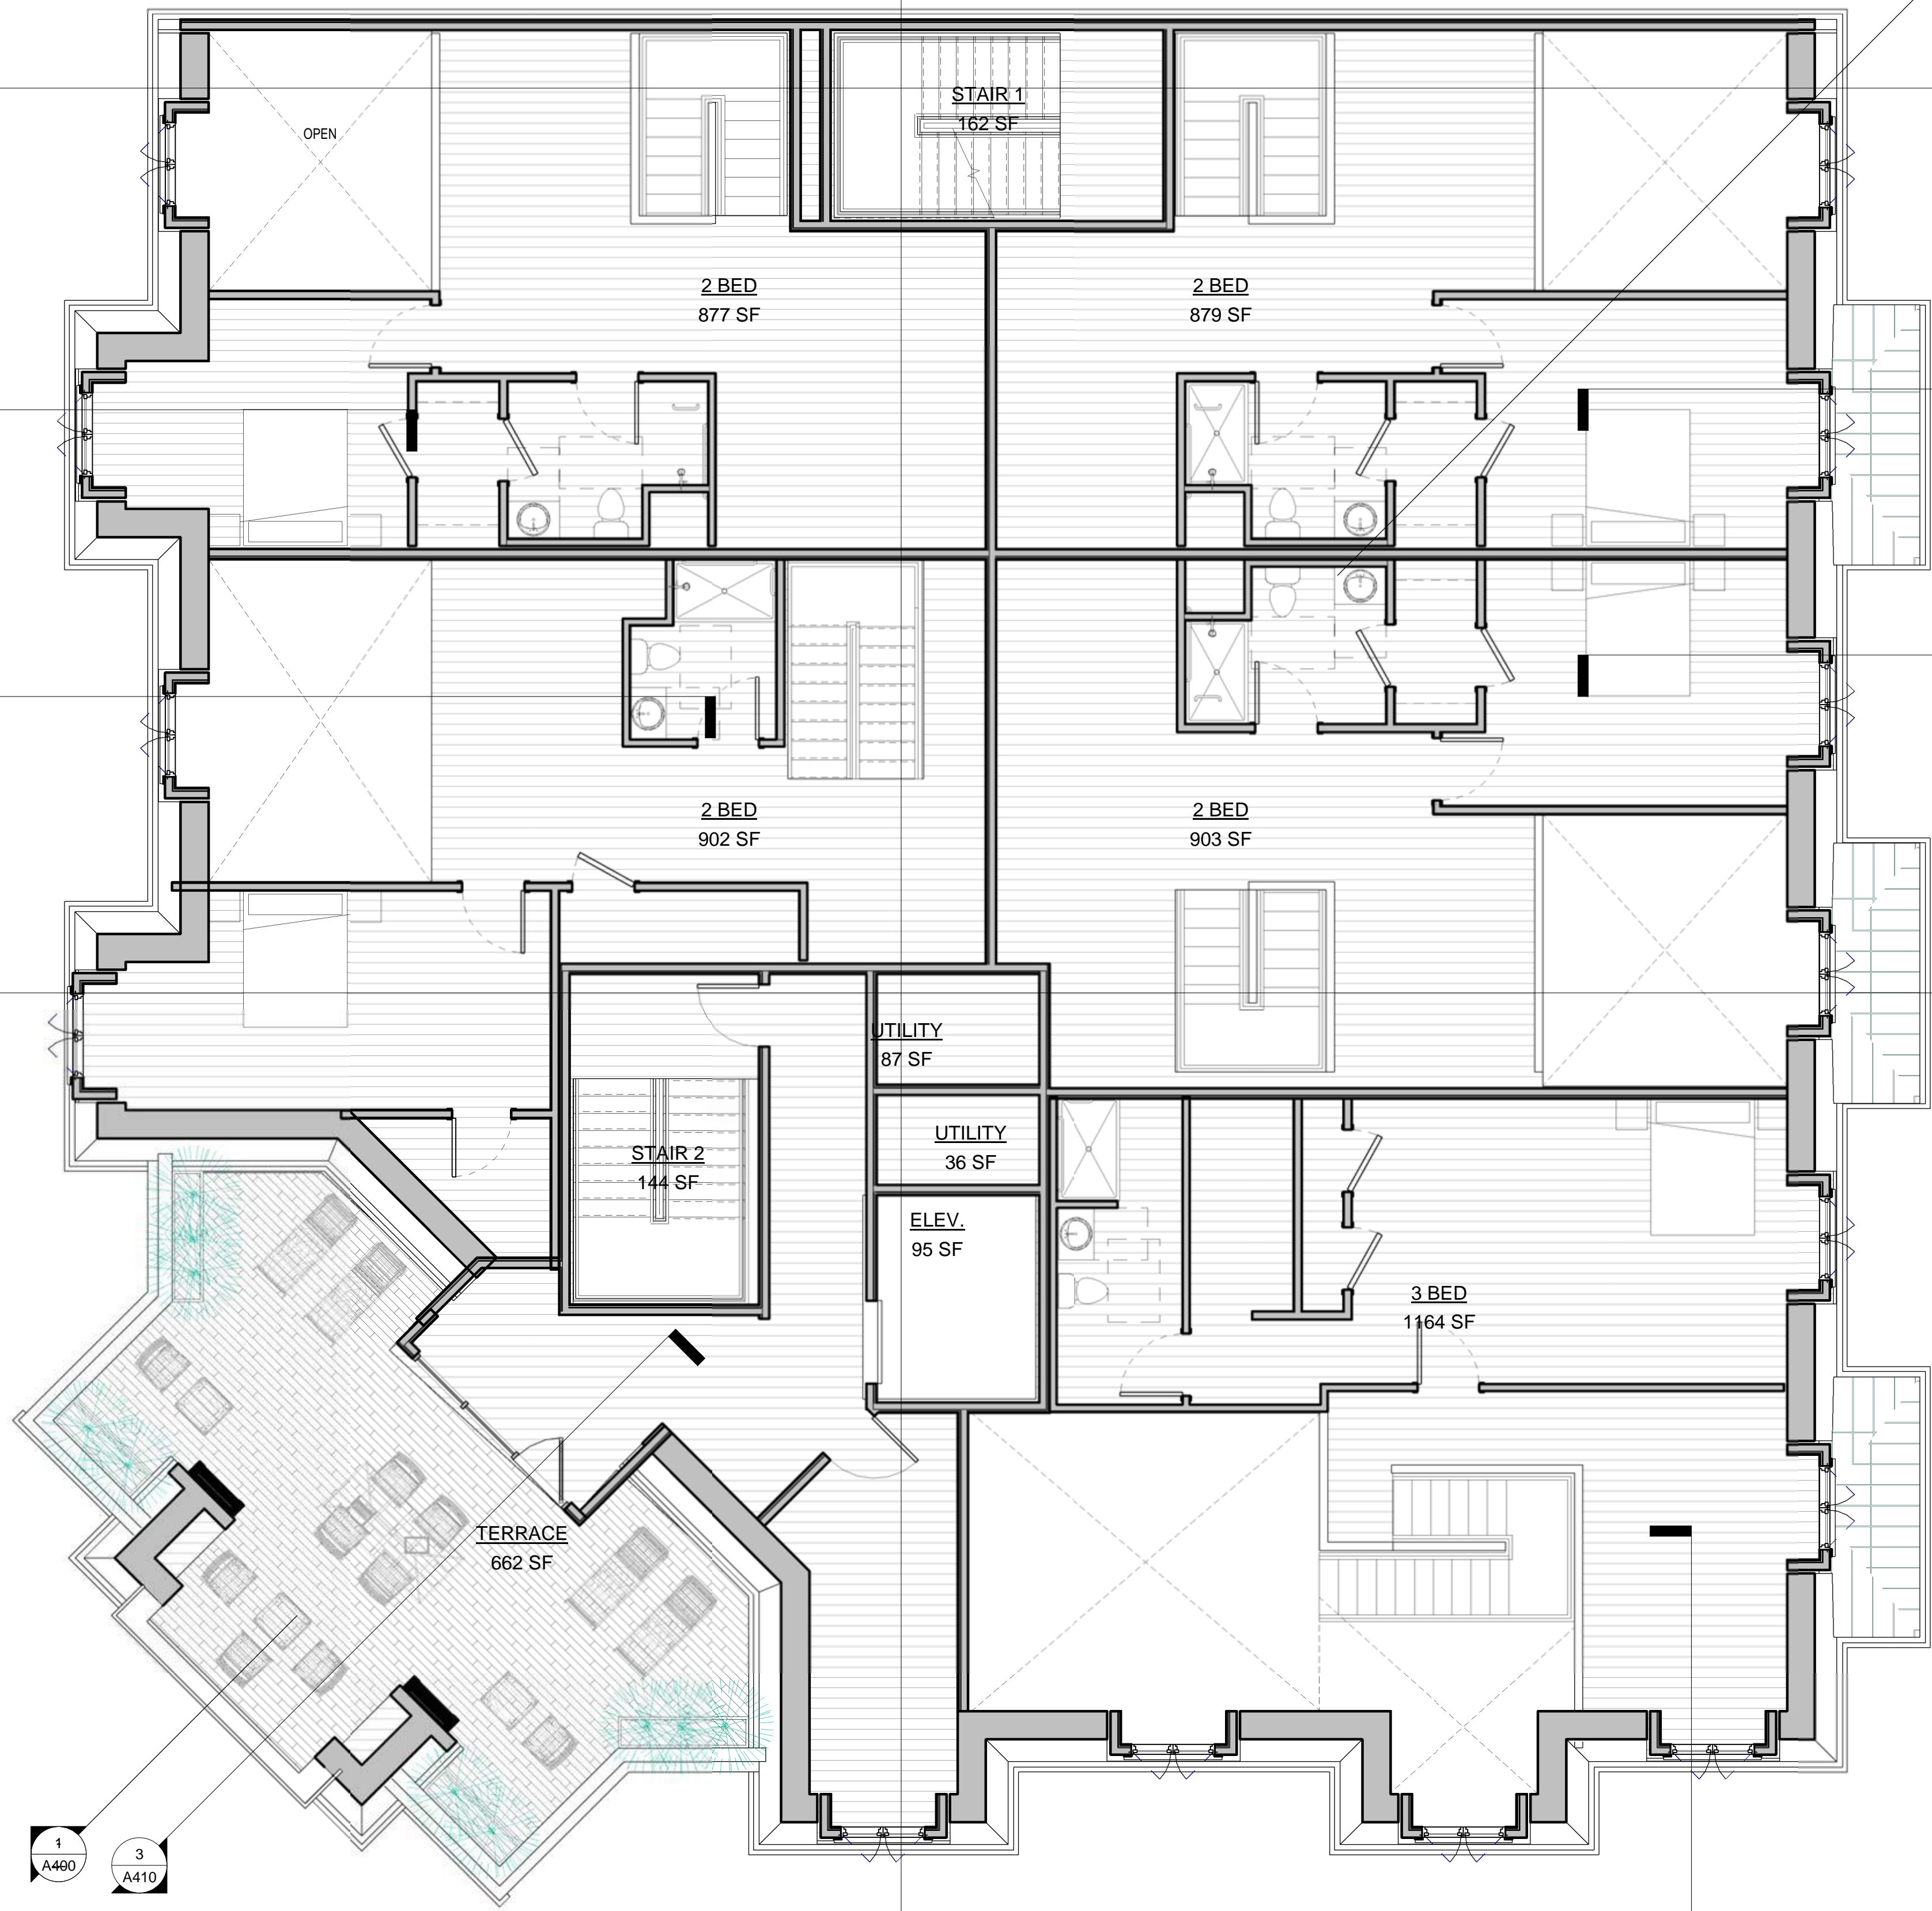 STAIR 1
162 SF
OPEN
2 BED
877 SF
2 BED
879 SF
2 BED
902 SF
2 BED
903 SF
UTILITY
87 SF
UTILITY
36 SF
STAIR 2
144 SF
ELEV.
95 SF
3 BED
1164 SF
TERRACE
662 SF
1
A400
3
A410